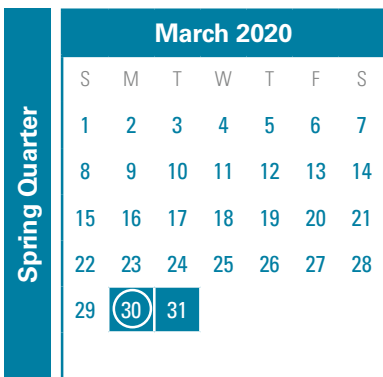 Spring Quarter
March 2020
S M T W T F S
1 2 3 4 5 6 7
8 9 10 11 12 13 14
15 16 17 18 19 20 21
22 23 24 25 26 27 28
29 30 31